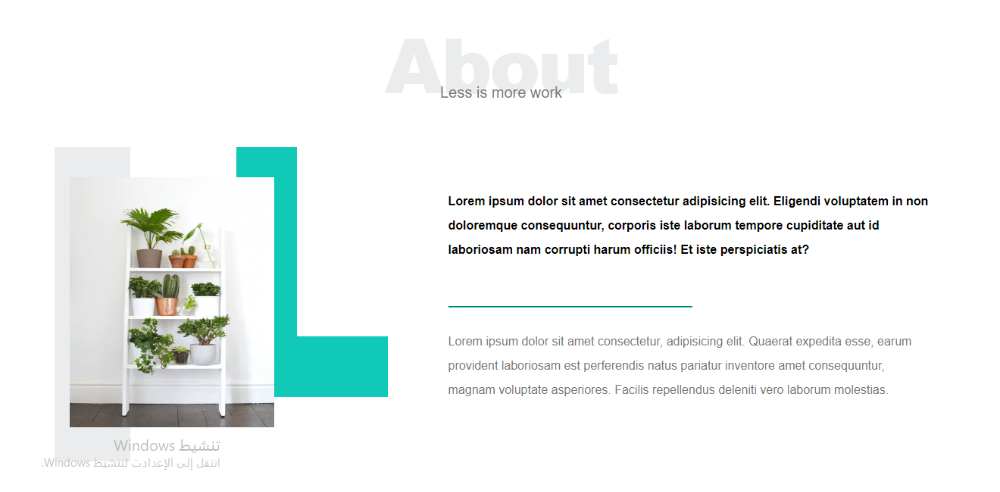 About
Less is more work
Lorem ipsum dolor sit amet consectetur adipisicing elit. Eligendi voluptatem in non
doloremque consequuntur, corporis iste laborum tempore cupiditate aut id
laboriosam nam corrupti harum officiis! Et iste perspiciatis at?
Lorem ipsum dolor sit amet consectetur, adipisicing elit. Quaerat expedita esse, earum
provident laboriosam est perferendis natus pariatur inventore amet consequuntur,
magnam voluptate asperiores. Facilis repellendus deleniti vero laborum molestias.
تنشيط Windows
انتقل إلى الإعدادت لتنشيط Windows.